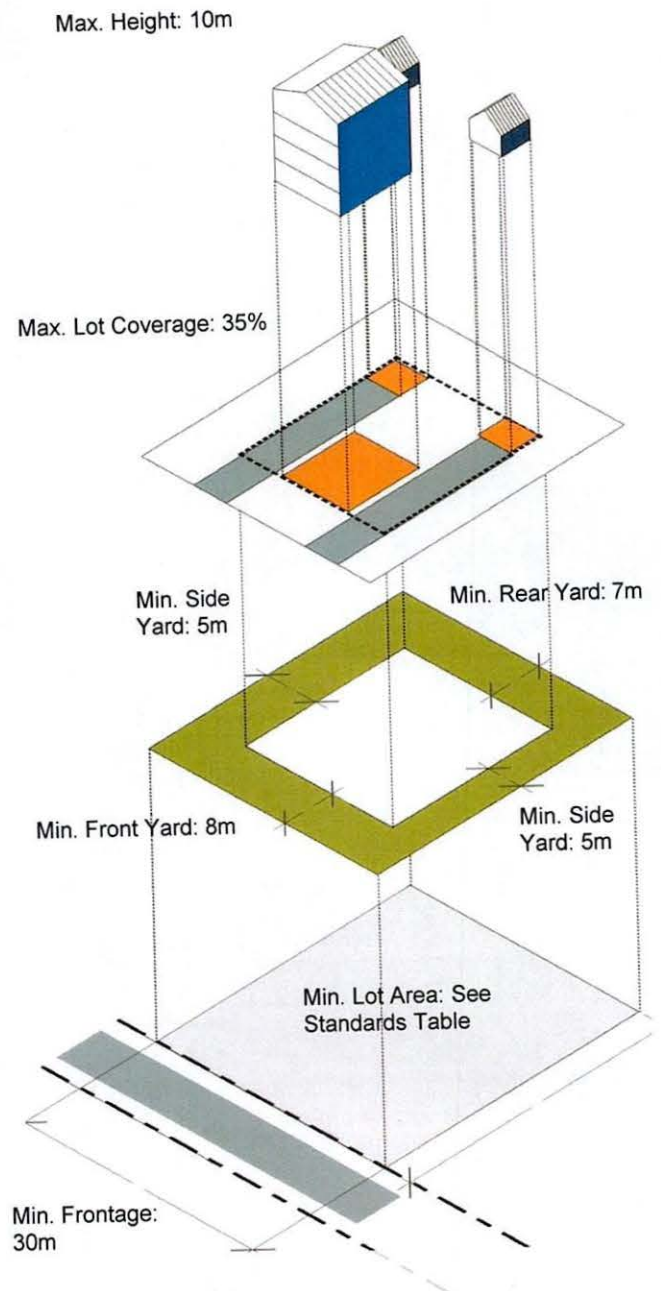 Max. Height: 10m
Max. Lot Coverage: 35%
Min. Side
Yard: 5m
Min. Rear Yard: 7m
Min. Front Yard: 8m
Min. Side
Yard: 5m
Min. Lot Area: See
Standards Table
Min. Frontage:
30m